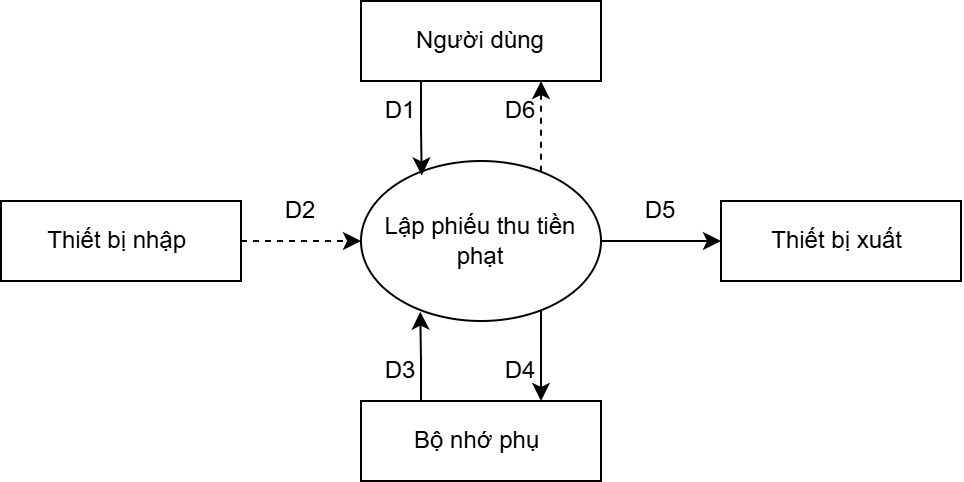 Người dùng
D1
D6
D2
D5
Thiết bị nhập
Lập phiếu thu tiền
phạt
Thiết bị xuất
D3
D4
Bộ nhớ phụ